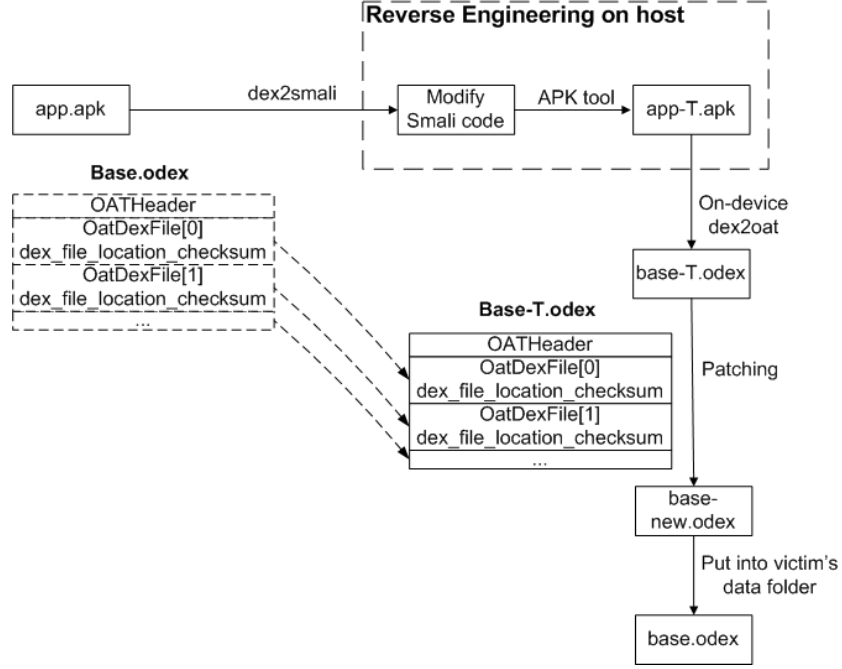 Reverse Engineering on host
app.apk
dex2smali
Modify
Smali code
APK tool
app-T.apk
Base.odex
OATHeader
OatDexFile[0]
dex_file_location_checksum
OatDexFile[1]
dex_file_location_checksum
...
On-device
dex2oat
base-T.odex
Base-T.odex
OATHeader
OatDexFile[0]
dex_file_location_checksum
OatDexFile[1]
dex_file_location_checksum
...
Patching
base-
new.odex
Put into victim's
data folder
base.odex